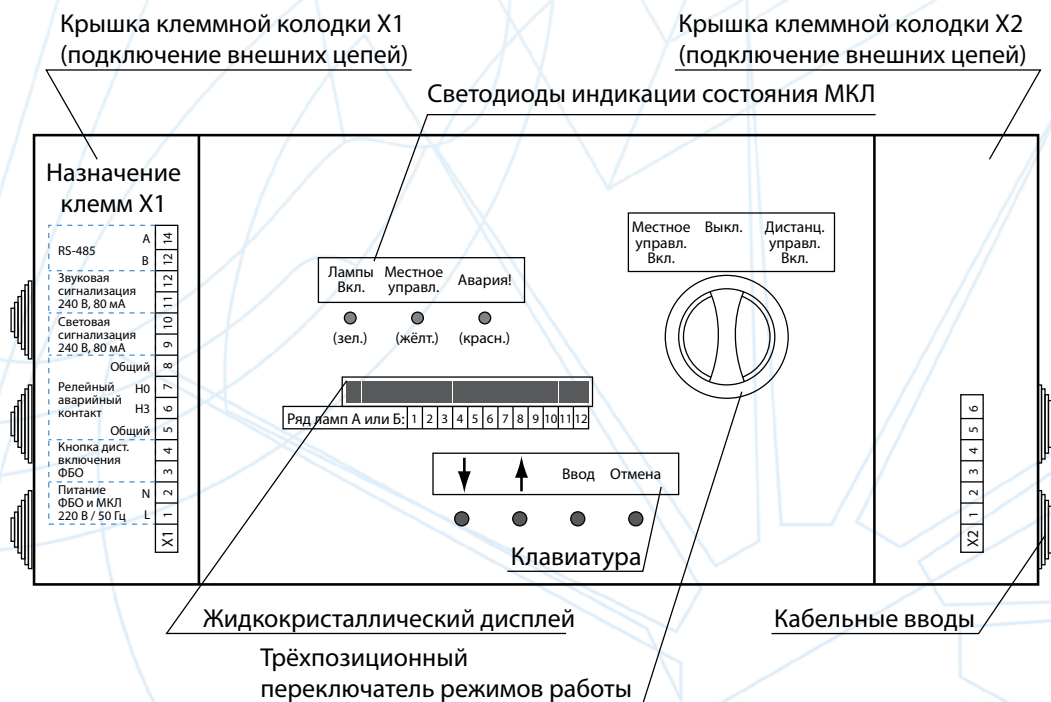 Крышка клеммной колодки X1
(подключение внешних цепей)
Крышка клеммной колодки X2
(подключение внешних цепей)
Светодиоды индикации состояния МКЛ
Назначение
клемм X1
RS-485
A
B
14
12
Звуковая
сигнализация
240 В, 80 мА
12
11
Световая
сигнализация
240 В, 80 мА
10
9
Общий
8
Релейный
аварийный
контакт
Н0
7
Н3
6
Общий
5
Кнопка дист.
включения
ФБО
4
3
Питание
ФБО и МКЛ
220 В / 50 Гц
N
2
L
1
X1
Лампы
Вкл.
Местное
управл.
Авария!
(зел.)
(жёлт.)
(красн.)
Местное
управл.
Вкл.
Выкл.
Дистанц.
управл.
Вкл.
Ряд ламп А или Б: 1 2 3 4 5 6 7 8 9 10 11 12
Ввод
Отмена
Клавиатура
6
5
4
3
2
1
X2
Жидкокристаллический дисплей
Кабельные вводы
Трёхпозиционный
переключатель режимов работы